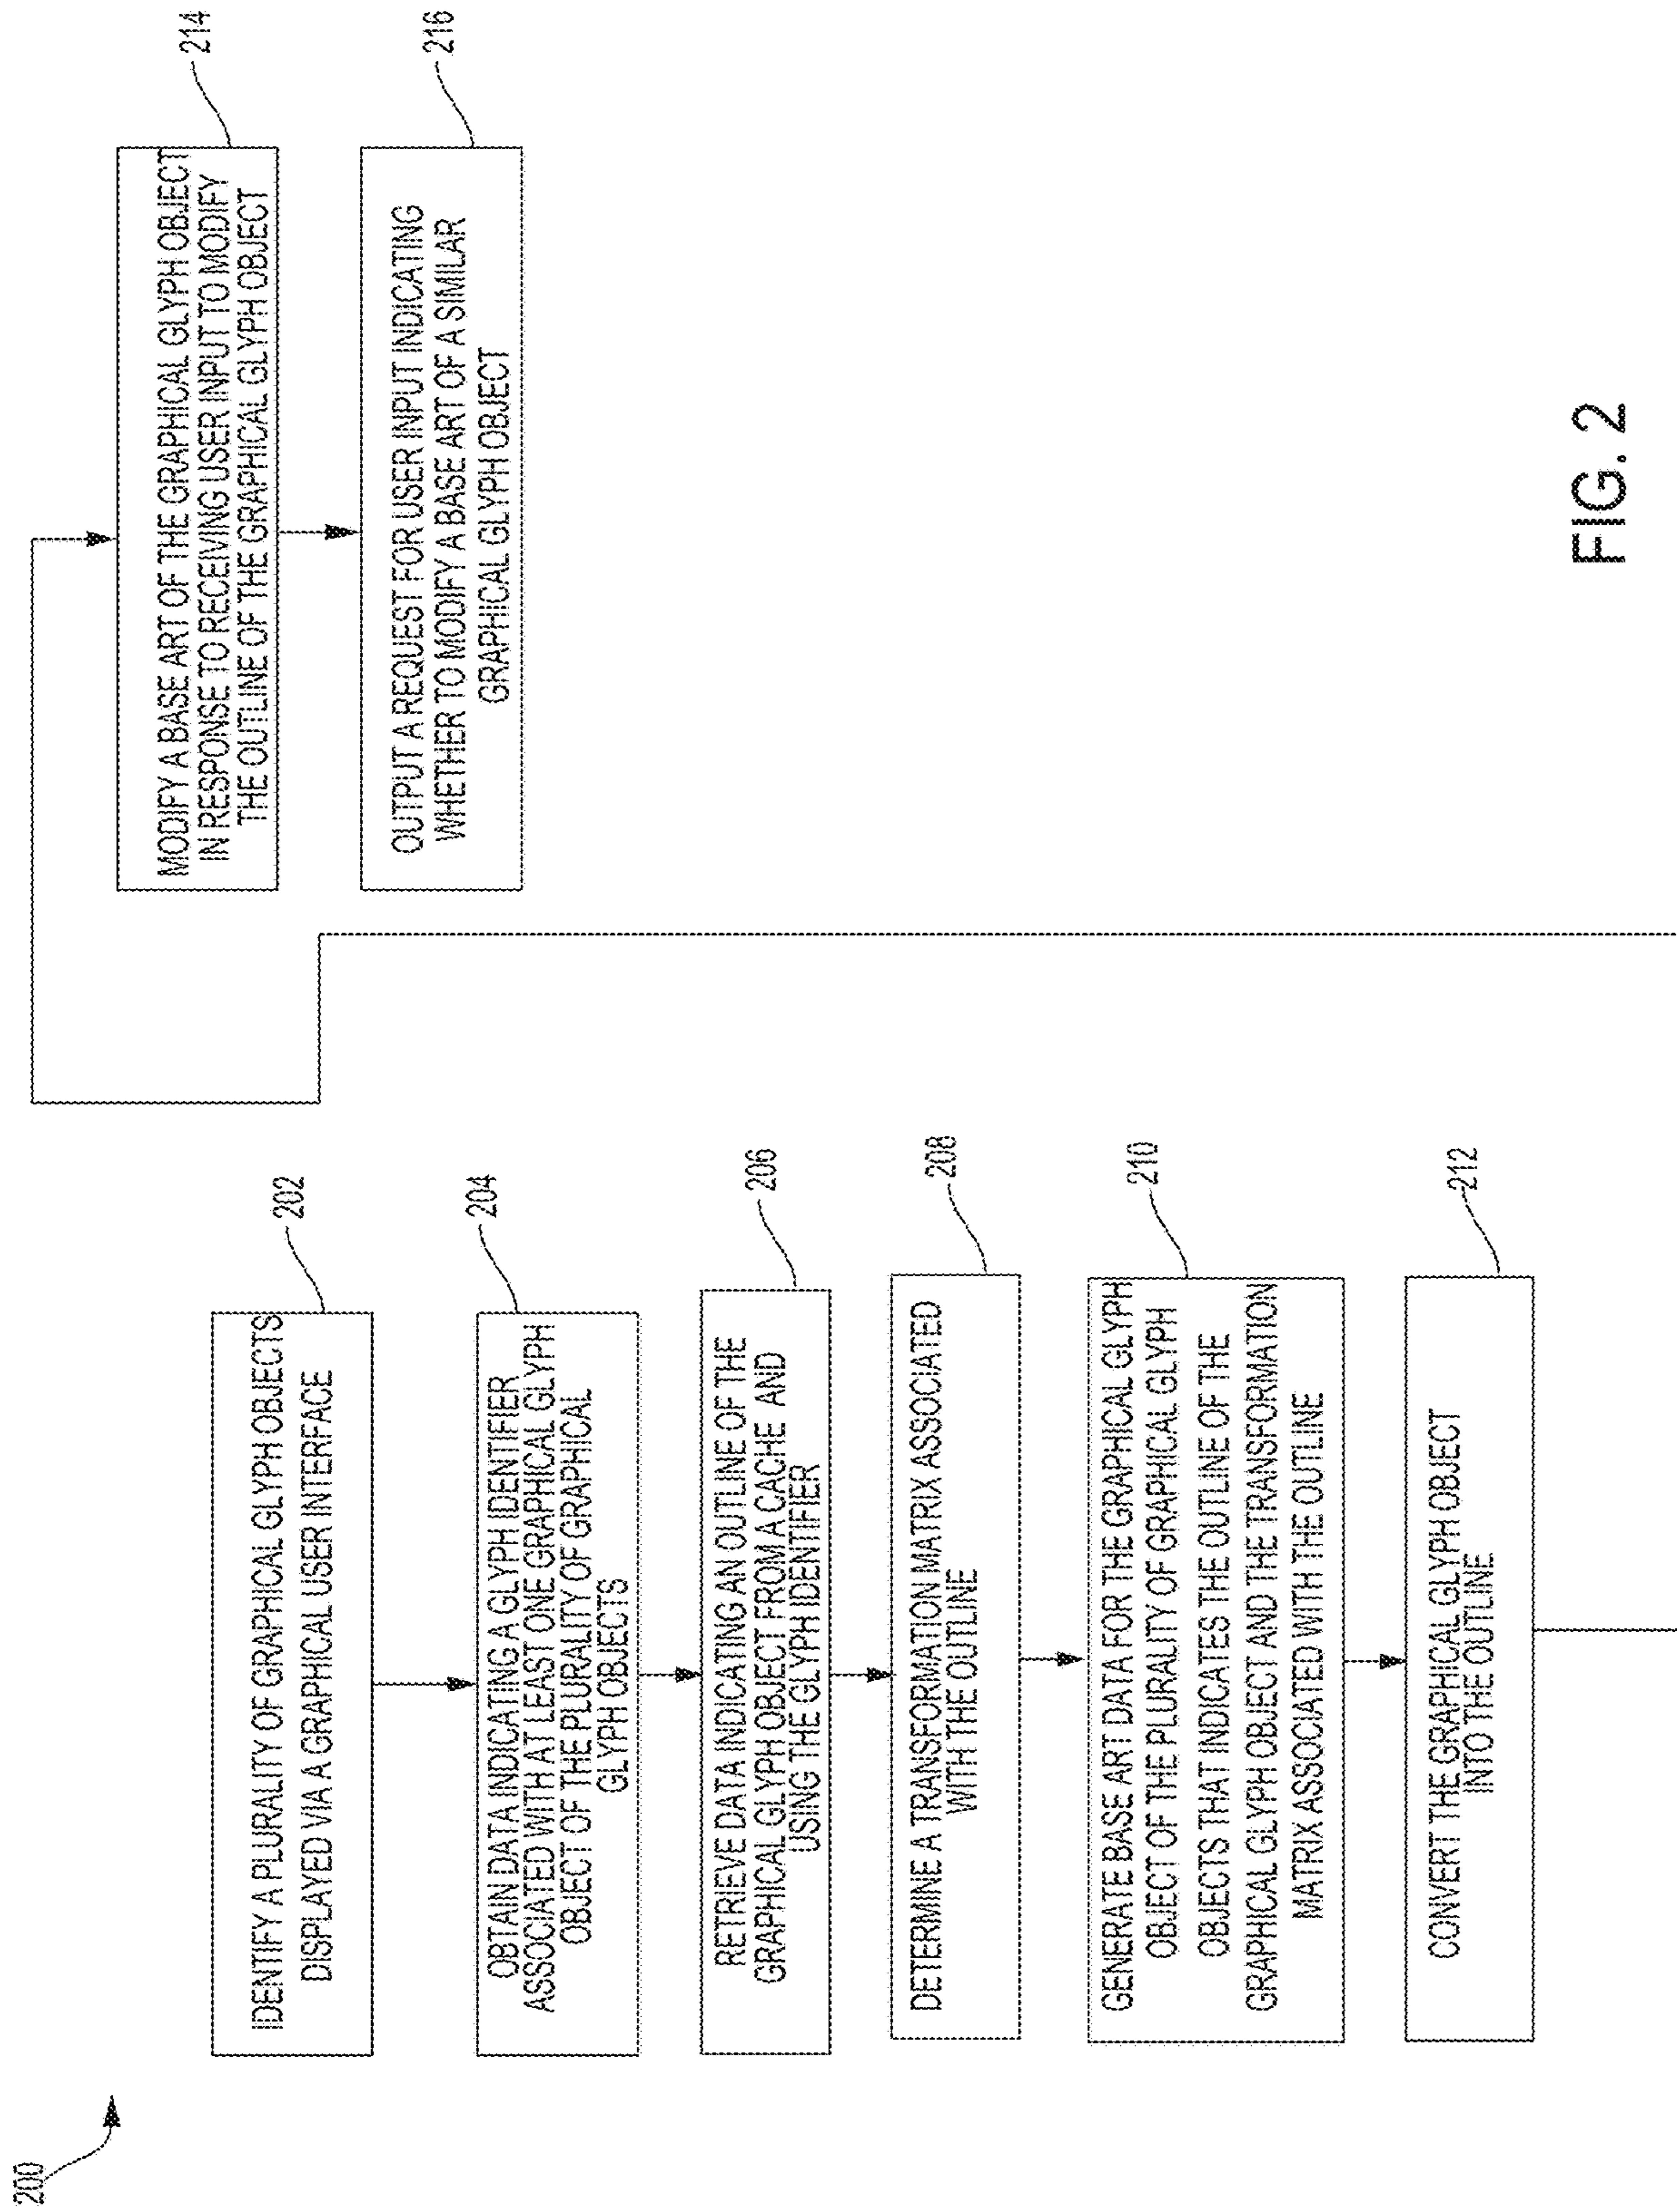 200
IDENTIFY A PLURALITY OF GRAPHICAL GLYPH OBJECTS
DISPLAYED VIA A GRAPHICAL USER INTERFACE
202
OBTAIN DATA INDICATING A GLYPH IDENTIFIER
ASSOCIATED WITH AT LEAST ONE GRAPHICAL GLYPH
OBJECT OF THE PLURALITY OF GRAPHICAL
GLYPH OBJECTS
204
RETRIEVE DATA INDICATING AN OUTLINE OF THE
GRAPHICAL GLYPH OBJECT FROM A CACHE AND
USING THE GLYPH IDENTIFIER
206
DETERMINE A TRANSFORMATION MATRIX ASSOCIATED
WITH THE OUTLINE
208
GENERATE BASE ART DATA FOR THE GRAPHICAL GLYPH
OBJECT OF THE PLURALITY OF GRAPHICAL GLYPH
OBJECTS THAT INDICATES THE OUTLINE OF THE
GRAPHICAL GLYPH OBJECT AND THE TRANSFORMATION
MATRIX ASSOCIATED WITH THE OUTLINE
210
CONVERT THE GRAPHICAL GLYPH OBJECT
INTO THE OUTLINE
212
MODIFY A BASE ART OF THE GRAPHICAL GLYPH OBJECT
IN RESPONSE TO RECEIVING USER INPUT TO MODIFY
THE OUTLINE OF THE GRAPHICAL GLYPH OBJECT
214
OUTPUT A REQUEST FOR USER INPUT INDICATING
WHETHER TO MODIFY A BASE ART OF A SIMILAR
GRAPHICAL GLYPH OBJECT
216
FIG. 2